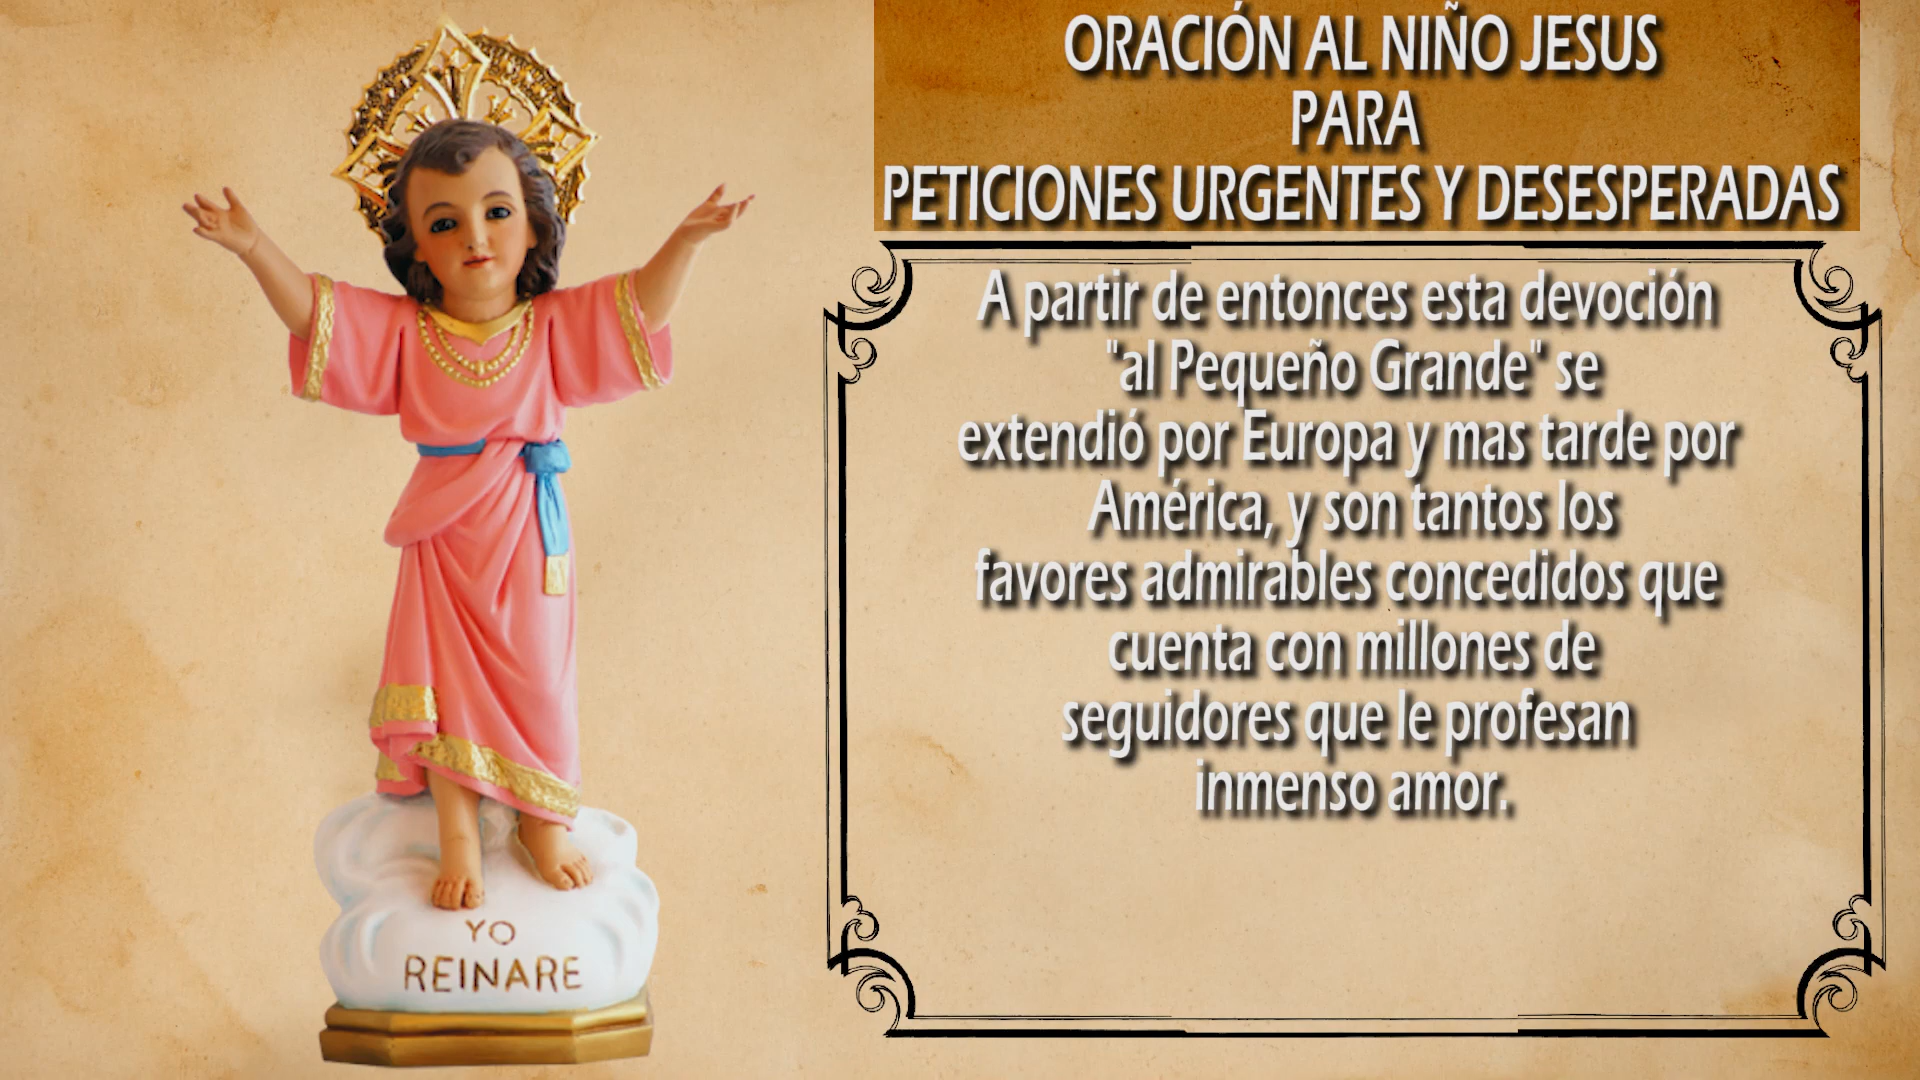 ORACIÓN AL NIÑO JESUS
PARA
PETICIONES URGENTES Y DESESPERADAS
A partir de entonces esta devoción
"al Pequeño Grande" se
extendió por Europa y mas tarde por
América, y son tantos los
favores admirables concedidos que
cuenta con millones de
seguidores que le profesan
inmenso amor.
YO
REINARE